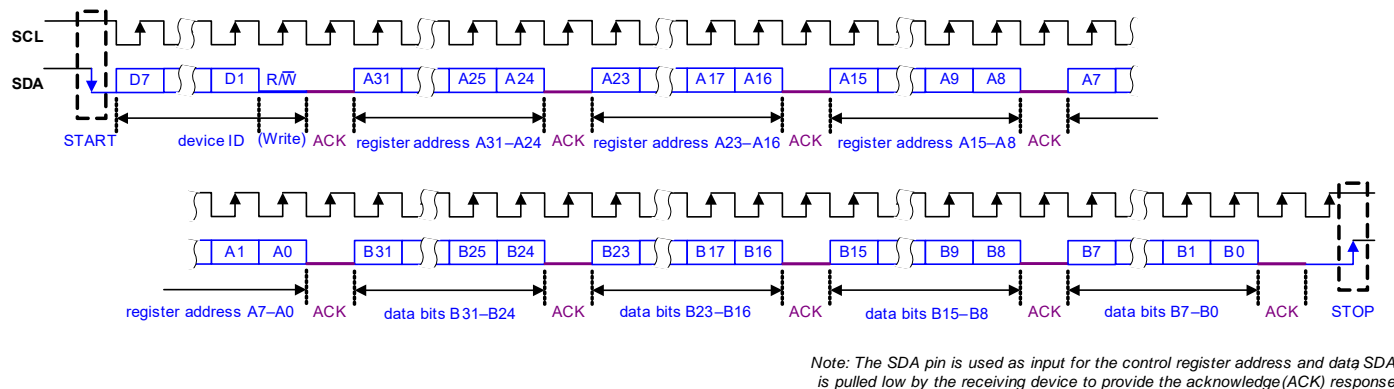 SCL
SDA D7 D1 R/W̅ A31 A25 A24 A23 A17 A16 A15 A9 A8 A7
START device ID (Write) ACK register address A31–A24 ACK register address A23–A16 ACK register address A15–A8 ACK
A1 A0 B31 B25 B24 B23 B17 B16 B15 B9 B8 B7 B1 B0
register address A7–A0 ACK data bits B31–B24 ACK data bits B23–B16 ACK data bits B15–B8 ACK data bits B7–B0 ACK STOP
Note: The SDA pin is used as input for the control register address and data; SDA
is pulled low by the receiving device to provide the acknowledge (ACK) response